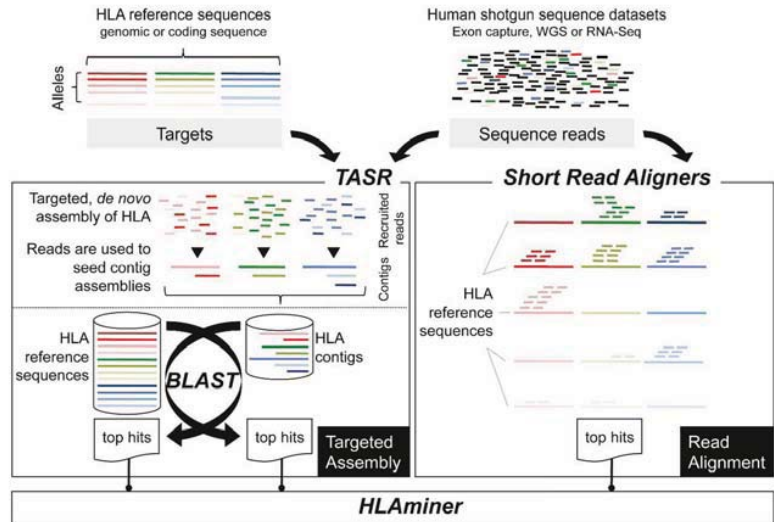 HLA reference sequences
genomic or coding sequence
Human shotgun sequence datasets
Exon capture, WGS or RNA-Seq
Alleles
Targets
Sequence reads
TASR
Targeted, de novo
assembly of HLA
Recruited
reads
Reads are used to
seed contig
assemblies
Contigs
HLA
reference
sequences
BLAST
HLA
contigs
top hits
top hits
Targeted
Assembly
Short Read Aligners
HLA
reference
sequences
top hits
Read
Alignment
HLAminer